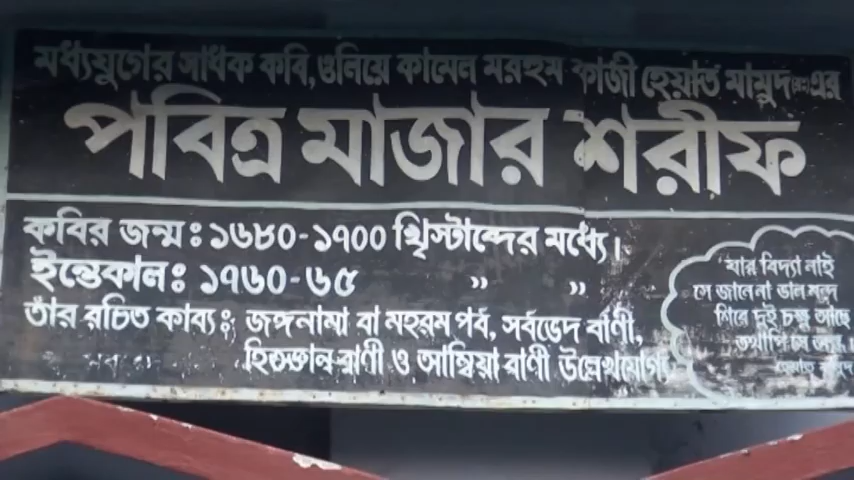 মধ্যযুগের সাধক কবি, ওলিয়ে কামেল মরহুম কাজী হেয়াত মামুদ (রঃ) এর
পবিত্র মাজার শরীফ
কবির জন্ম ঃ ১৬৮০-১৭০০ খ্রিস্টাব্দের মধ্যে।
ইন্তেকাল ঃ ১৭৬০-৬৫ " "
তাঁর রচিত কাব্য ঃ জঙ্গনামা বা মহরম পর্ব, সর্বভেদ বাণী,
হিতজ্ঞান বাণী ও আম্বিয়া বাণী উল্লেখযোগ্য
যার বিদ্যা নাই
সে জানে না ভাল মন্দ
শিরে দুই চক্ষু আছে
তথাপি সে অন্ধ।
হেয়াত মামুদ